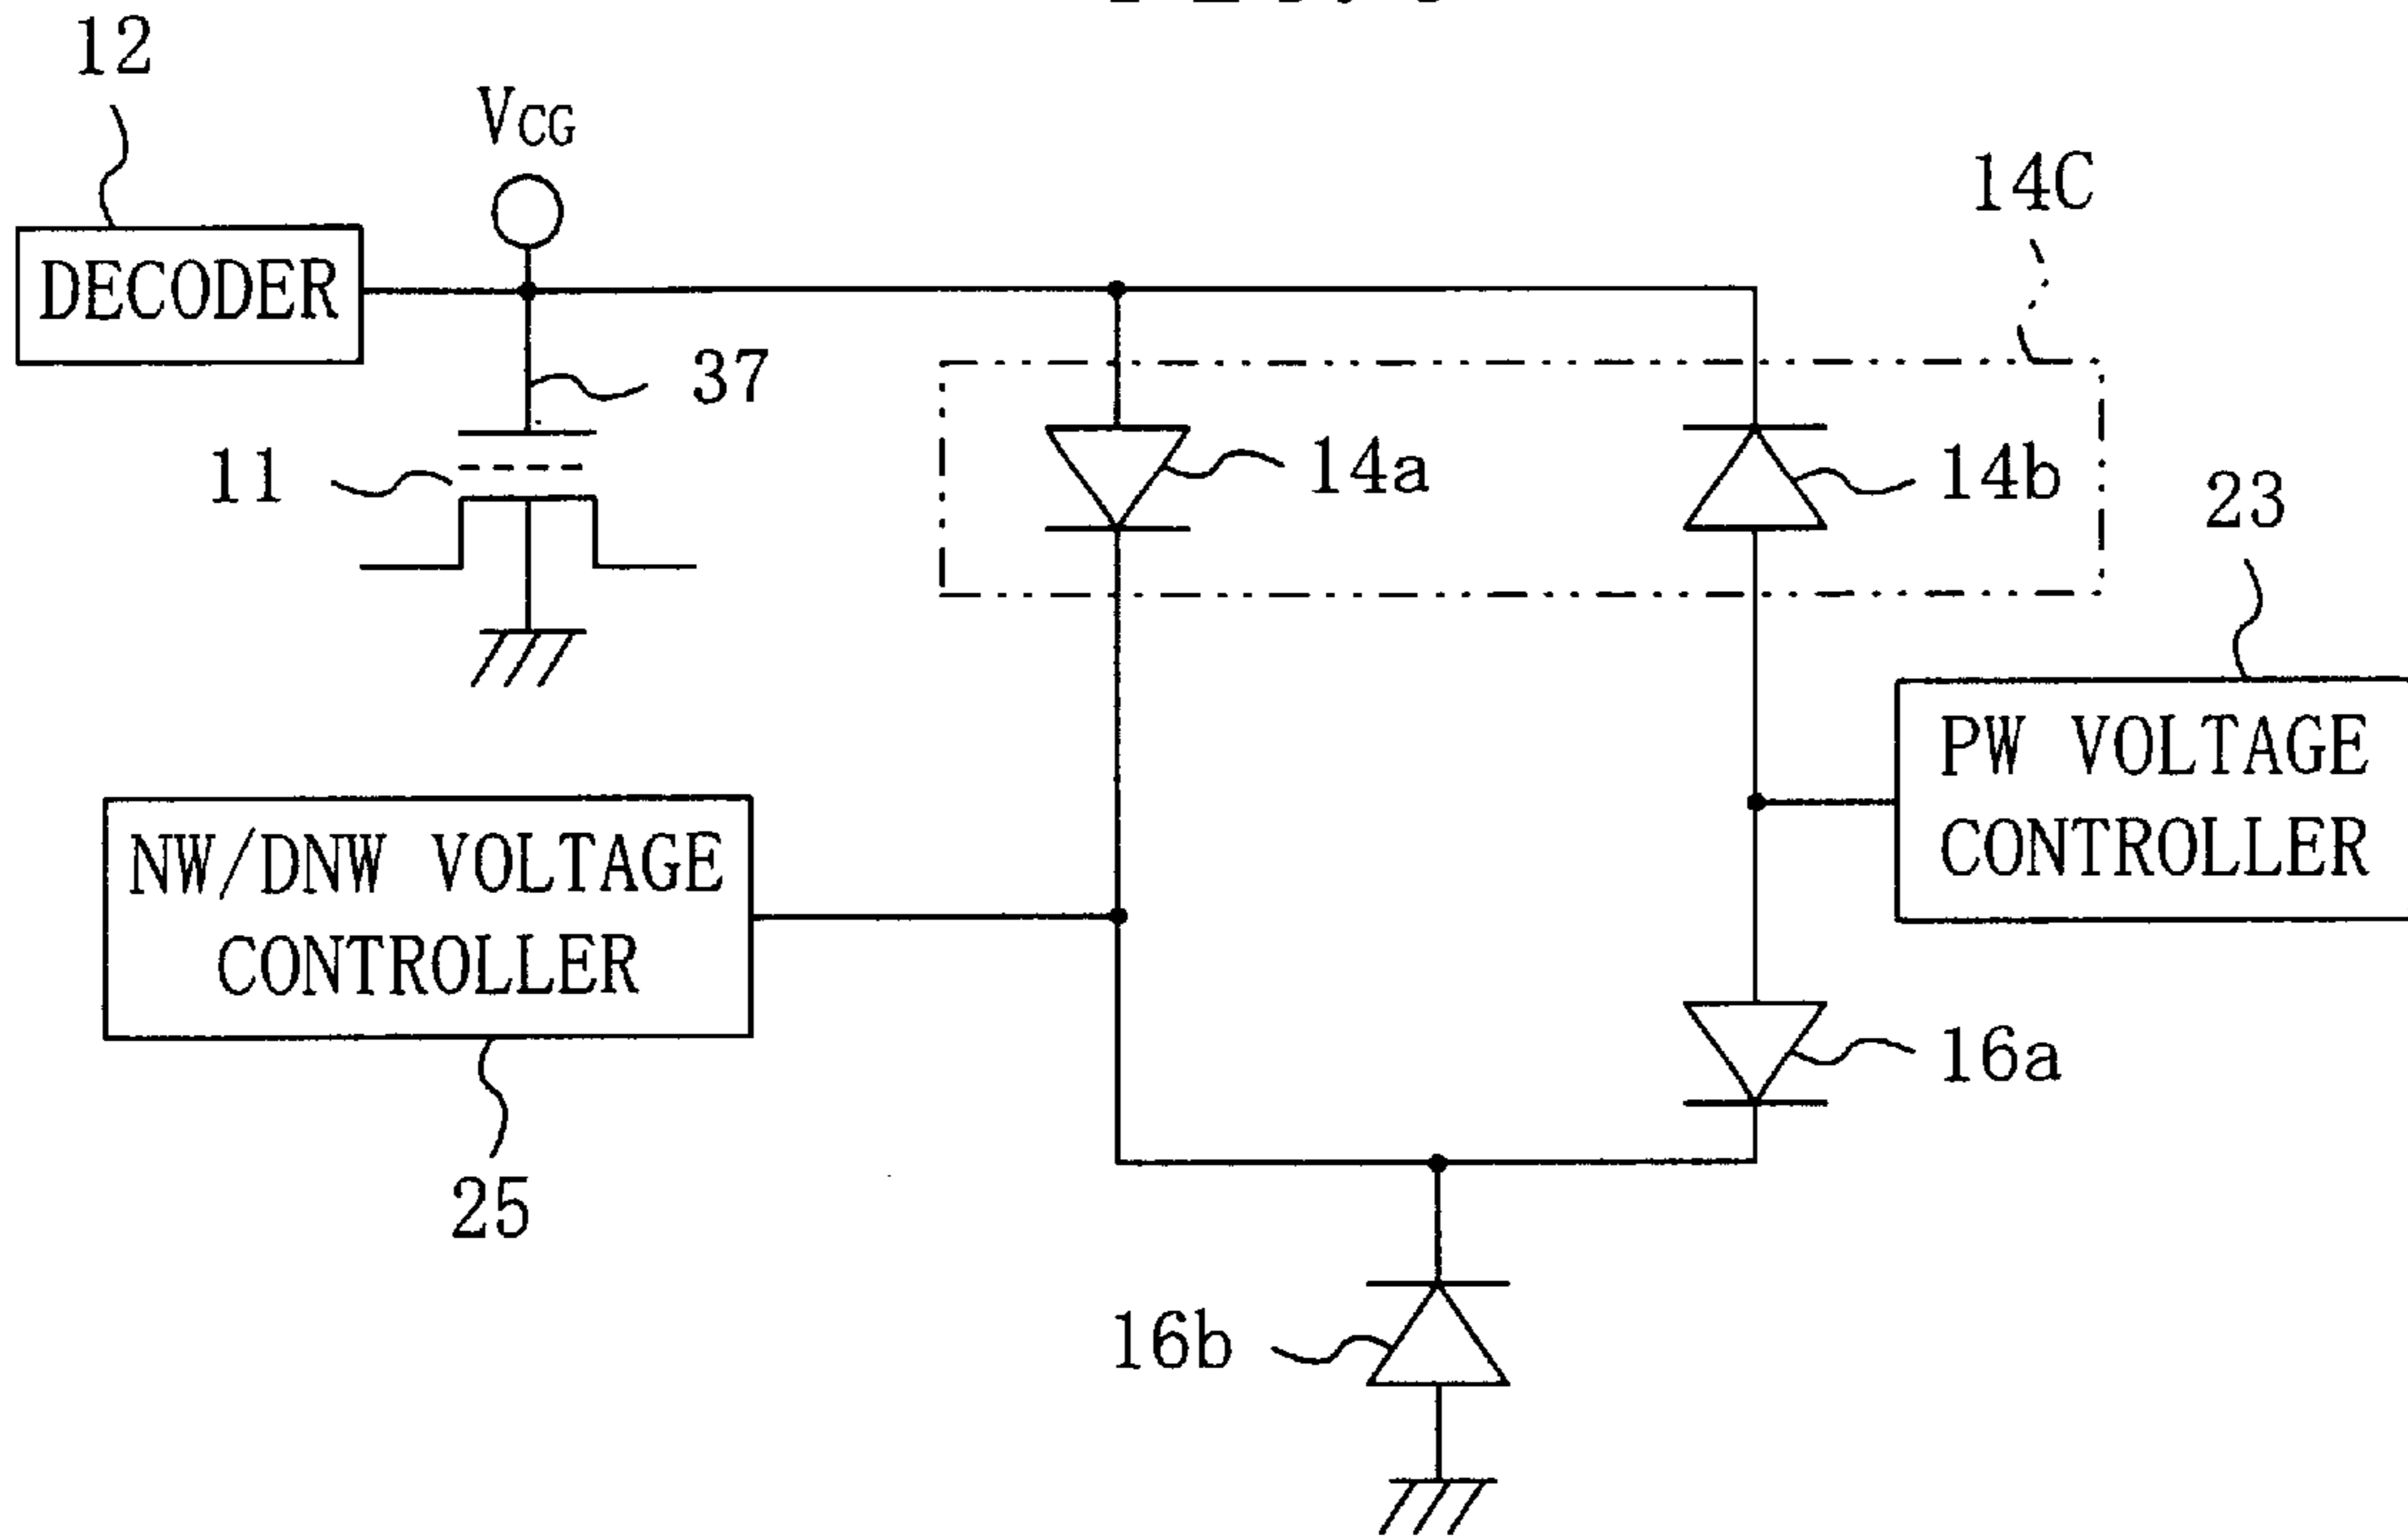 12
VCG
14C
DECODER
37
11
14a
14b
23
PW VOLTAGE
CONTROLLER
NW/DNW VOLTAGE
CONTROLLER
16a
25
16b